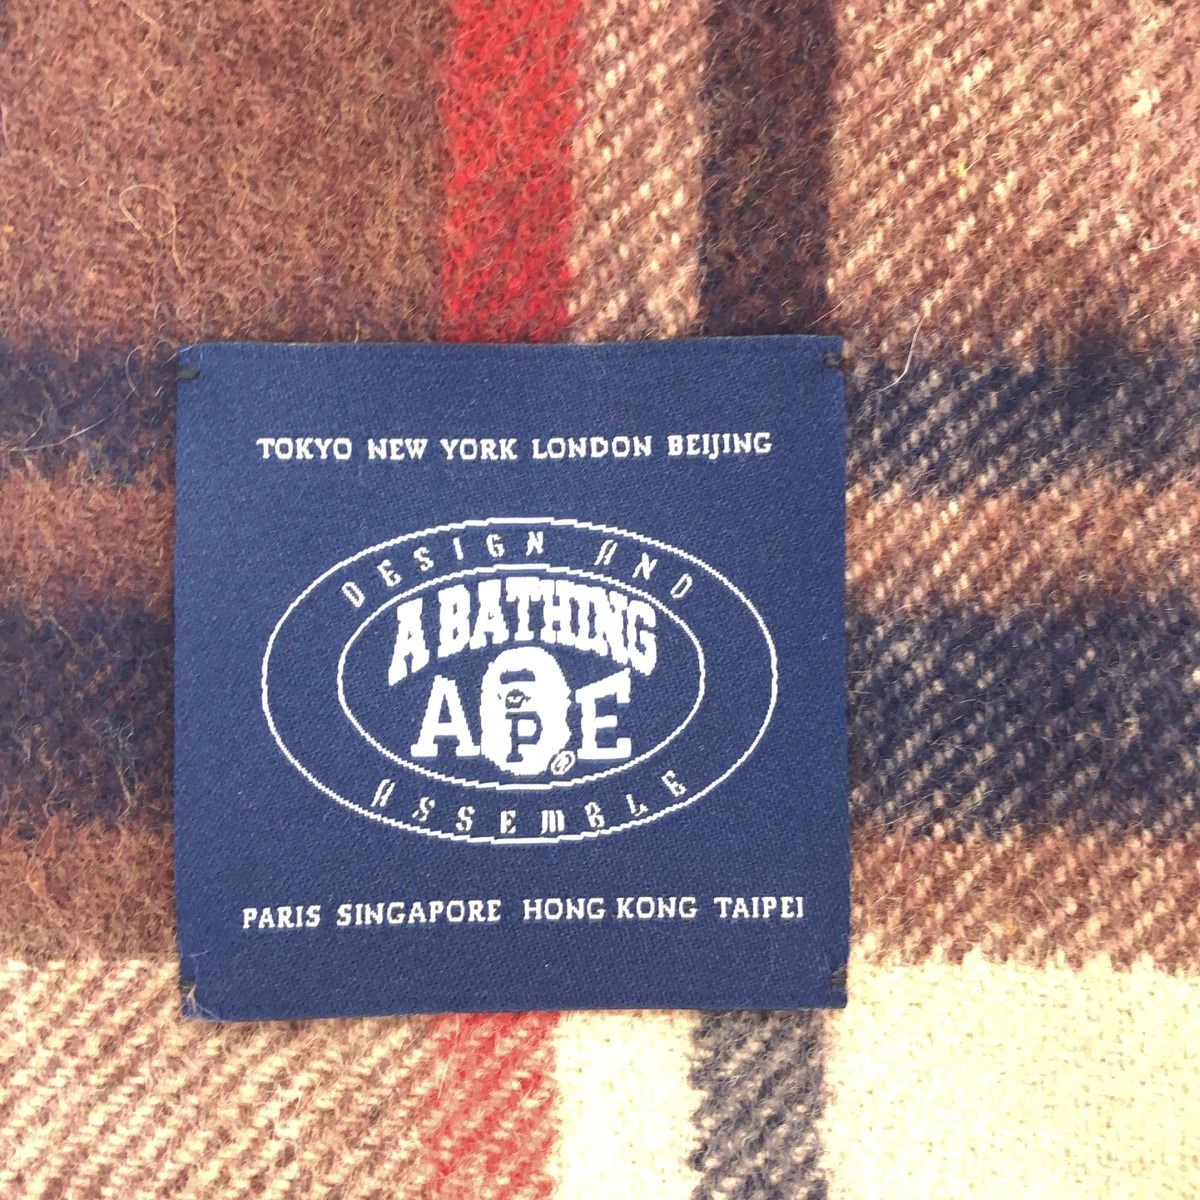 TOKYO NEW YORK LONDON BEIJING
DESIGN AND
A BATHING
APE
ASSEMBLE
PARIS SINGAPORE HONG KONG TAIPEI